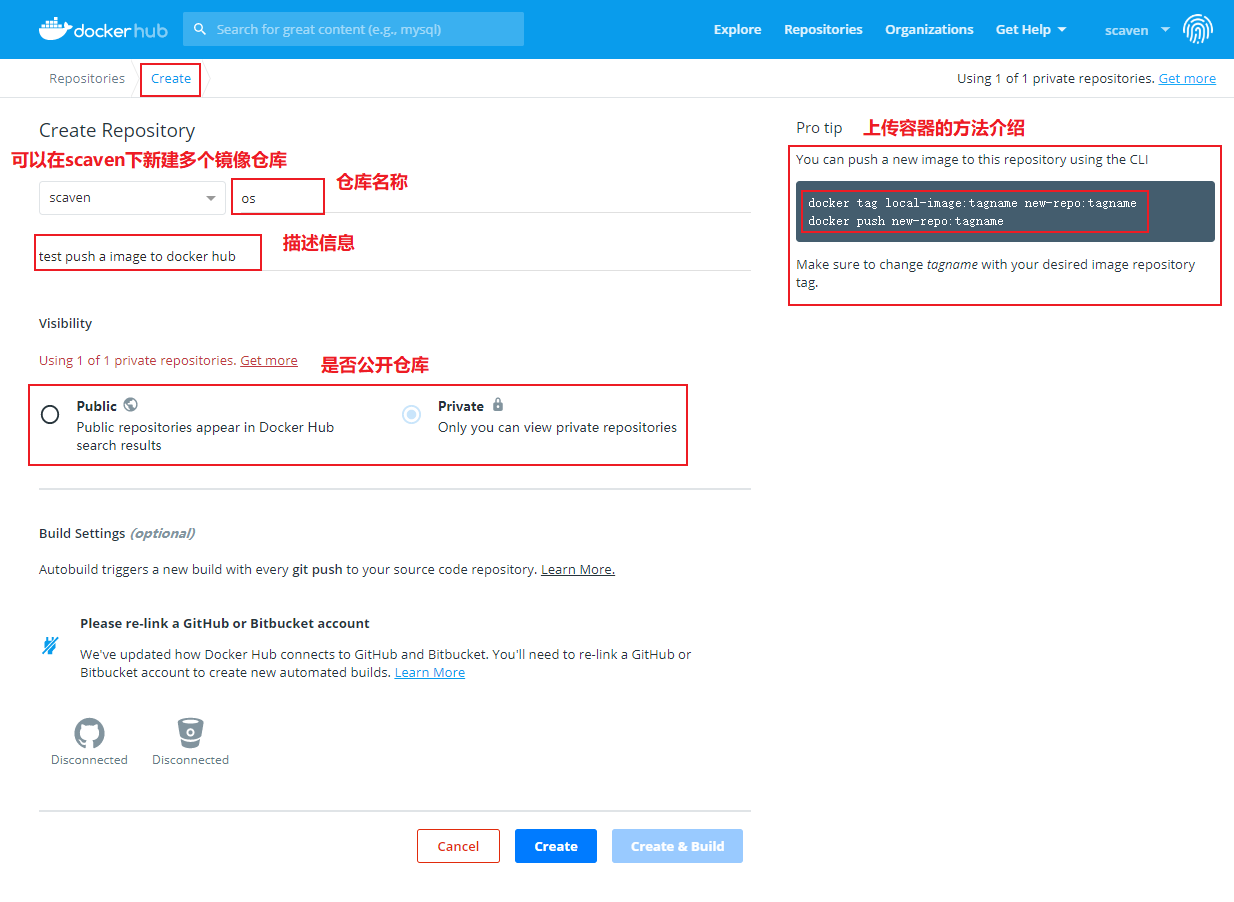 docker hub
Search for great content (e.g., mysql)
Explore
Repositories
Organizations
Get Help
scaven
Repositories
Create
Using 1 of 1 private repositories. Get more
Create Repository
可以在scaven下新建多个镜像仓库
scaven
os
仓库名称
test push a image to docker hub
描述信息
Visibility
Using 1 of 1 private repositories. Get more
是否公开仓库
Public
Public repositories appear in Docker Hub
search results
Private
Only you can view private repositories
Build Settings (optional)
Autobuild triggers a new build with every git push to your source code repository. Learn More.
Please re-link a GitHub or Bitbucket account
We've updated how Docker Hub connects to GitHub and Bitbucket. You'll need to re-link a GitHub or
Bitbucket account to create new automated builds. Learn More
Disconnected
Disconnected
Cancel
Create
Create & Build
Pro tip
上传容器的方法介绍
You can push a new image to this repository using the CLI
docker tag local-image:tagname new-repo:tagname
docker push new-repo:tagname
Make sure to change tagname with your desired image repository
tag.